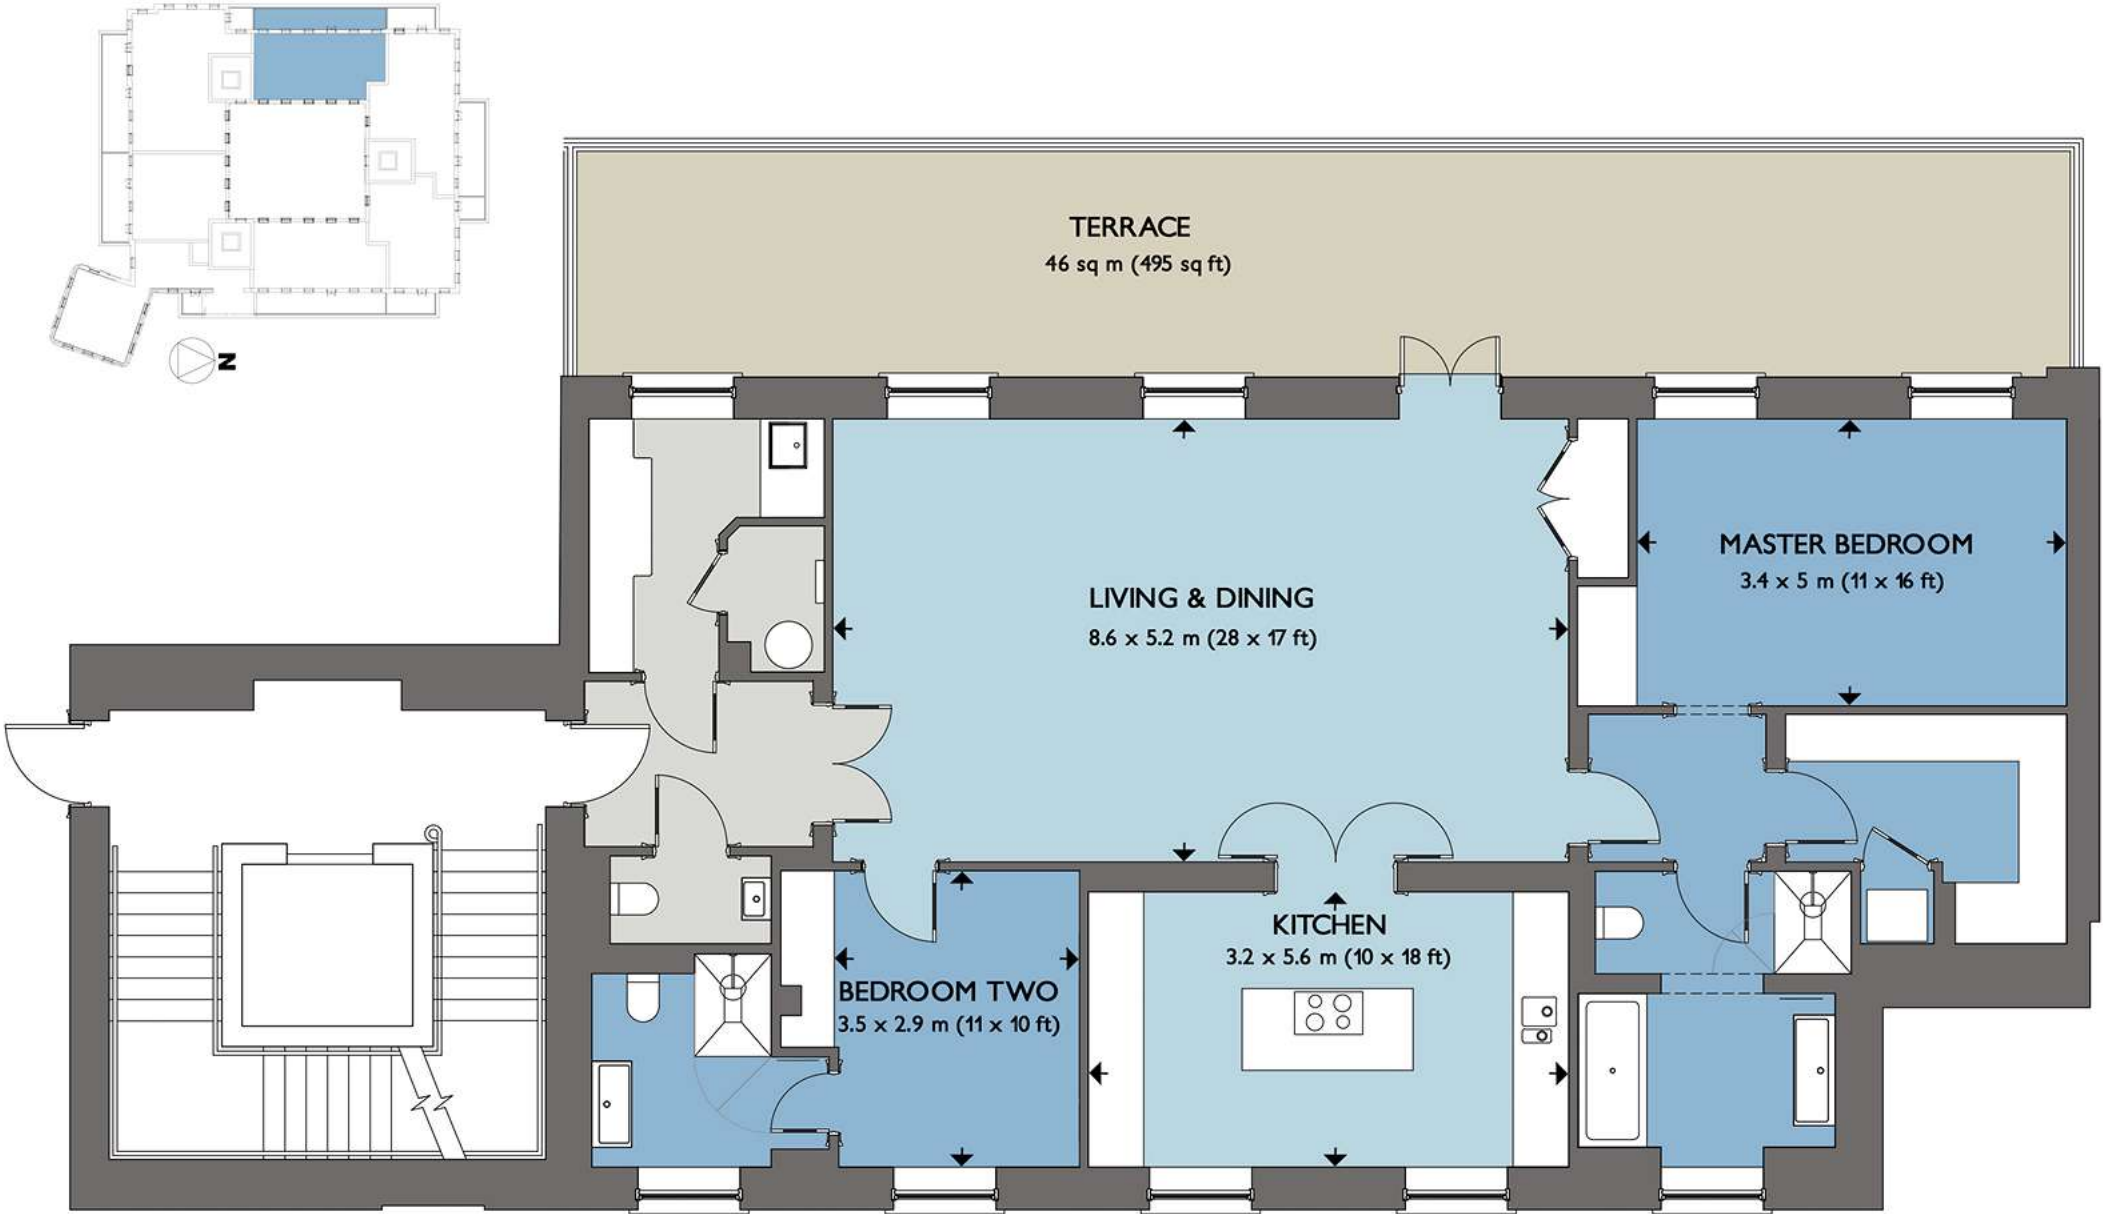 N
TERRACE
46 sq m (495 sq ft)
MASTER BEDROOM
3.4 x 5 m (11 x 16 ft)
LIVING & DINING
8.6 x 5.2 m (28 x 17 ft)
KITCHEN
3.2 x 5.6 m (10 x 18 ft)
BEDROOM TWO
3.5 x 2.9 m (11 x 10 ft)